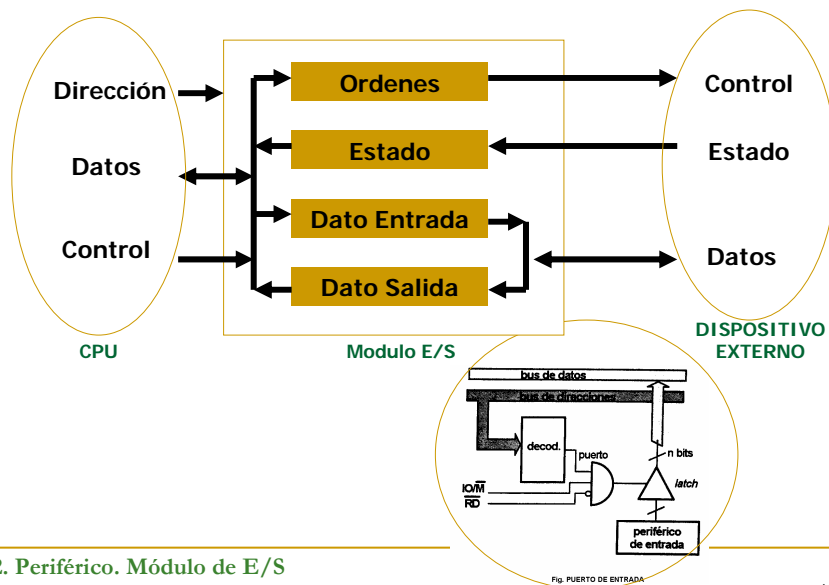 Dirección
Datos
Control
Ordenes
Estado
Dato Entrada
Dato Salida
Control
Estado
Datos
CPU
Modulo E/S
DISPOSITIVO
EXTERNO
bus de datos
bus de direcciones
decod.
puerto
n bits
latch
IO/M̅
R̅D̅
periférico
de entrada
Fig. PUERTO DE ENTRADA
2. Periférico. Módulo de E/S